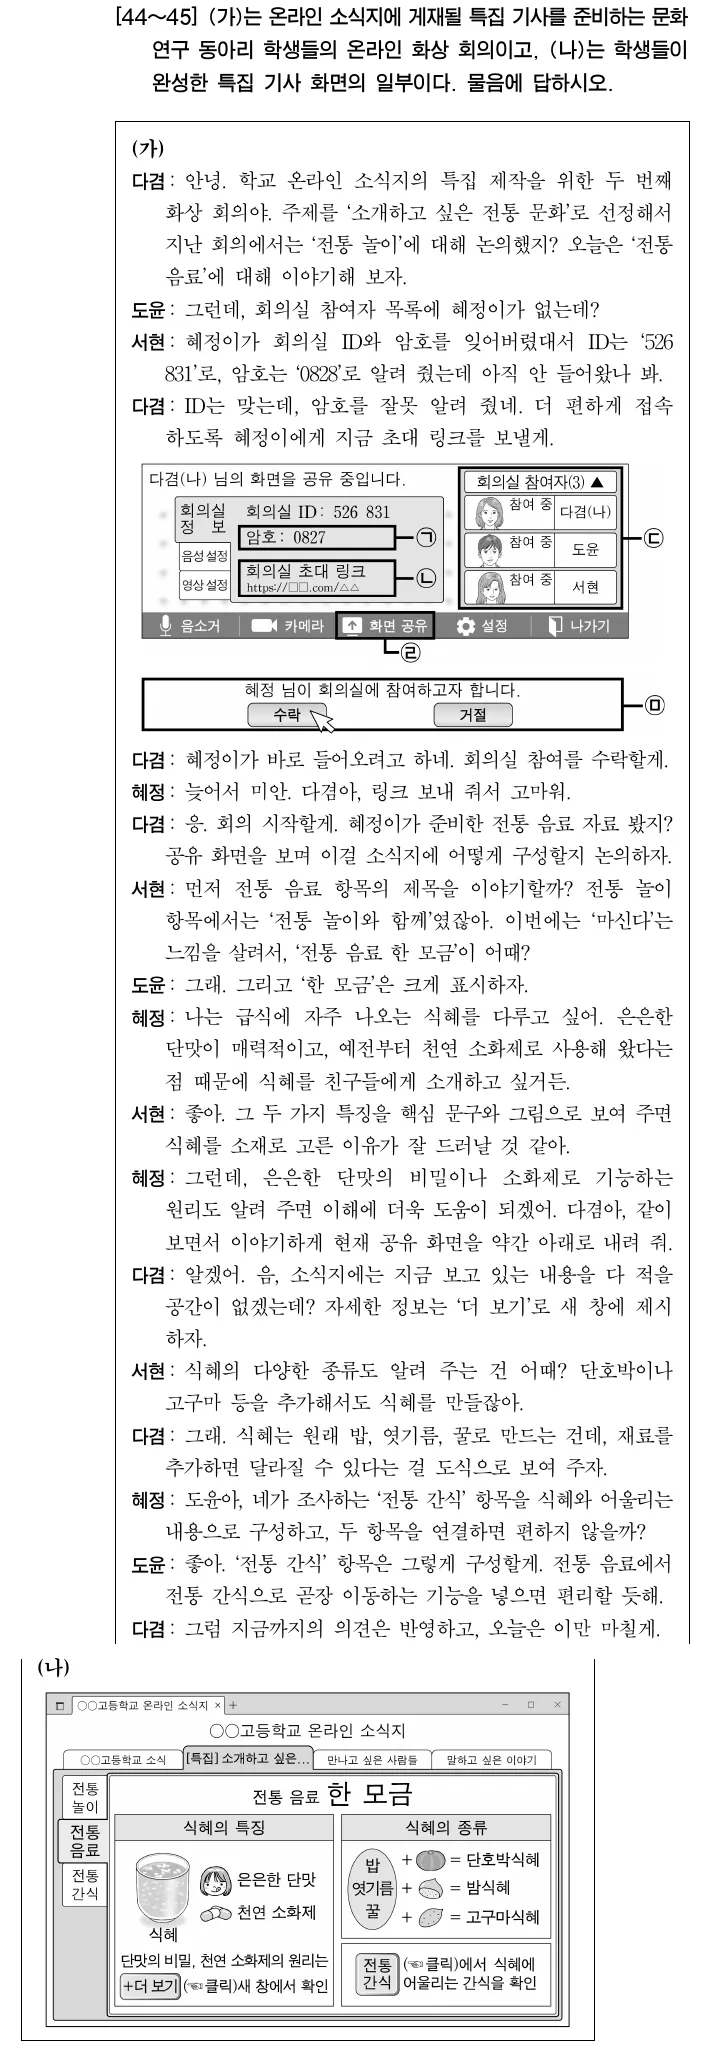 [44～45] (가)는 온라인 소식지에 게재될 특집 기사를 준비하는 문화
연구 동아리 학생들의 온라인 화상 회의이고, (나)는 학생들이
완성한 특집 기사 화면의 일부이다. 물음에 답하시오.
(가)
다겸 : 안녕. 학교 온라인 소식지의 특집 제작을 위한 두 번째
화상 회의야. 주제를 ‘소개하고 싶은 전통 문화’로 선정해서
지난 회의에서는 ‘전통 놀이’에 대해 논의했지? 오늘은 ‘전통
음료’에 대해 이야기해 보자.
도윤 : 그런데, 회의실 참여자 목록에 혜정이가 없는데?
서현 : 혜정이가 회의실 ID와 암호를 잊어버렸대서 ID는 ‘526
831’로, 암호는 ‘0828’로 알려 줬는데 아직 안 들어왔나 봐.
다겸 : ID는 맞는데, 암호를 잘못 알려 줬네. 더 편하게 접속
하도록 혜정이에게 지금 초대 링크를 보낼게.
다겸(나) 님의 화면을 공유 중입니다.
회의실 참여자(3) ▲
회의실 정보
회의실 ID : 526 831
암호 : 0827
㉠
음성 설정
영상 설정
회의실 초대 링크
https://□□.com/△△
㉡
참여 중 다겸(나)
참여 중 도윤
참여 중 서현
㉢
음소거 카메라 화면 공유 설정 나가기
㉣
혜정 님이 회의실에 참여하고자 합니다.
수락 거절
㉤
다겸 : 혜정이가 바로 들어오려고 하네. 회의실 참여를 수락할게.
혜정 : 늦어서 미안. 다겸아, 링크 보내 줘서 고마워.
다겸 : 응. 회의 시작할게. 혜정이가 준비한 전통 음료 자료 봤지?
공유 화면을 보며 이걸 소식지에 어떻게 구성할지 논의하자.
서현 : 먼저 전통 음료 항목의 제목을 이야기할까? 전통 놀이
항목에서는 ‘전통 놀이와 함께’였잖아. 이번에는 ‘마신다’는
느낌을 살려서, ‘전통 음료 한 모금’이 어때?
도윤 : 그래. 그리고 ‘한 모금’은 크게 표시하자.
혜정 : 나는 급식에 자주 나오는 식혜를 다루고 싶어. 은은한
단맛이 매력적이고, 예전부터 천연 소화제로 사용해 왔다는
점 때문에 식혜를 친구들에게 소개하고 싶거든.
서현 : 좋아. 그 두 가지 특징을 핵심 문구와 그림으로 보여 주면
식혜를 소재로 고른 이유가 잘 드러날 것 같아.
혜정 : 그런데, 은은한 단맛의 비밀이나 소화제로 기능하는
원리도 알려 주면 이해에 더욱 도움이 되겠어. 다겸아, 같이
보면서 이야기하게 현재 공유 화면을 약간 아래로 내려 줘.
다겸 : 알겠어. 음, 소식지에는 지금 보고 있는 내용을 다 적을
공간이 없겠는데? 자세한 정보는 ‘더 보기’로 새 창에 제시
하자.
서현 : 식혜의 다양한 종류도 알려 주는 건 어때? 단호박이나
고구마 등을 추가해서도 식혜를 만들잖아.
다겸 : 그래. 식혜는 원래 밥, 엿기름, 꿀로 만드는 건데, 재료를
추가하면 달라질 수 있다는 걸 도식으로 보여 주자.
혜정 : 도윤아, 네가 조사하는 ‘전통 간식’ 항목을 식혜와 어울리는
내용으로 구성하고, 두 항목을 연결하면 편하지 않을까?
도윤 : 좋아. ‘전통 간식’ 항목은 그렇게 구성할게. 전통 음료에서
전통 간식으로 곧장 이동하는 기능을 넣으면 편리할 듯해.
다겸 : 그럼 지금까지의 의견은 반영하고, 오늘은 이만 마칠게.
(나)
○○고등학교 온라인 소식지 × +
○○고등학교 온라인 소식지
○○고등학교 소식 [특집] 소개하고 싶은… 만나고 싶은 사람들 말하고 싶은 이야기
전통 놀이
전통 음료
전통 간식
전통 음료 한 모금
식혜의 특징
은은한 단맛
천연 소화제
식혜
단맛의 비밀, 천연 소화제의 원리는
+더 보기 (☜ 클릭)새 창에서 확인
식혜의 종류
밥
엿기름
꿀
+ = 단호박식혜
+ = 밤식혜
+ = 고구마식혜
전통 간식
(☜ 클릭)에서 식혜에
어울리는 간식을 확인